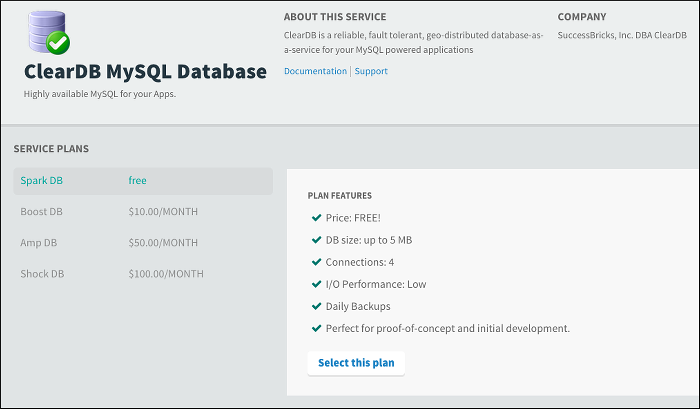 ClearDB MySQL Database
Highly available MySQL for your Apps.
ABOUT THIS SERVICE
ClearDB is a reliable, fault tolerant, geo-distributed database-as-
a-service for your MySQL powered applications
Documentation | Support
COMPANY
SuccessBricks, Inc. DBA ClearDB
SERVICE PLANS
Spark DB free
Boost DB $10.00/MONTH
Amp DB $50.00/MONTH
Shock DB $100.00/MONTH
PLAN FEATURES
Price: FREE!
DB size: up to 5 MB
Connections: 4
I/O Performance: Low
Daily Backups
Perfect for proof-of-concept and initial development.
Select this plan